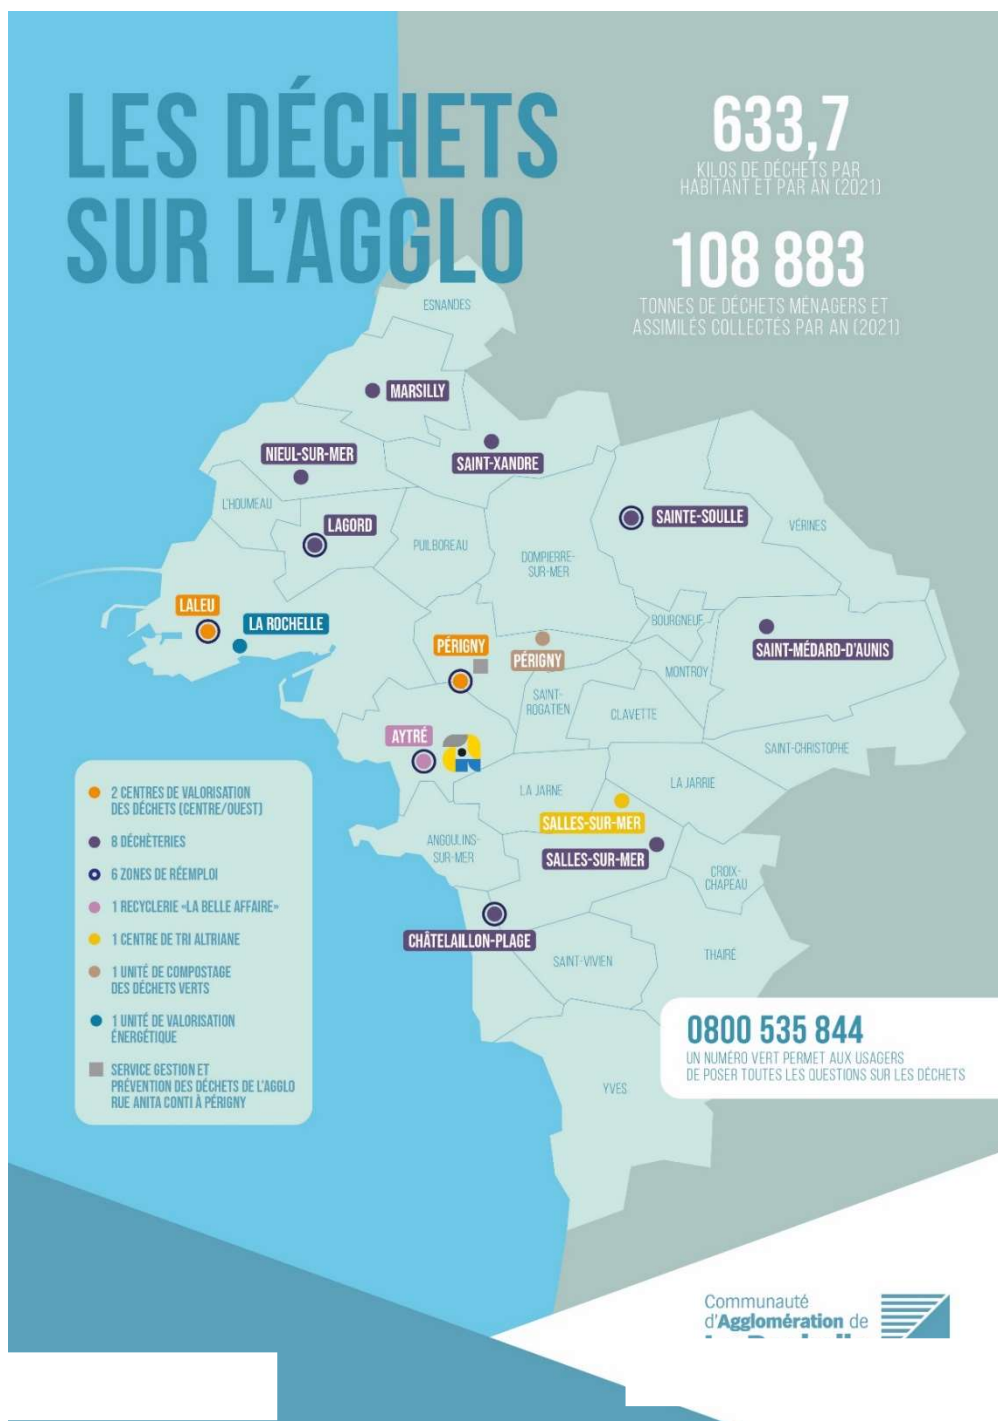 LES DÉCHETS
SUR L'AGGLO
633,7
KILOS DE DÉCHETS PAR
HABITANT ET PAR AN (2021)
108 883
TONNES DE DÉCHETS MÉNAGERS ET
ASSIMILÉS COLLECTÉS PAR AN (2021)
ESNANDES
MARSILLY
NIEUL-SUR-MER
SAINT-XANDRE
L'HOUMEAU
LAGORD
PUILBOREAU
SAINTE-SOULLE
VÉRINES
DOMPIERRE-
SUR-MER
LALEU
LA ROCHELLE
BOURGNEUF
PÉRIGNY
PÉRIGNY
SAINT-MÉDARD-D'AUNIS
MONTROY
SAINT-
ROGATIEN
CLAVETTE
AYTRÉ
SAINT-CHRISTOPHE
LA JARNE
LA JARRIE
SALLES-SUR-MER
ANGOULINS-
SUR-MER
SALLES-SUR-MER
CROIX-
CHAPEAU
CHÂTELAILLON-PLAGE
SAINT-VIVIEN
THAIRÉ
YVES
2 CENTRES DE VALORISATION
DES DÉCHETS (CENTRE/OUEST)
8 DÉCHÈTERIES
6 ZONES DE RÉEMPLOI
1 RECYCLERIE «LA BELLE AFFAIRE»
1 CENTRE DE TRI ALTRIANE
1 UNITÉ DE COMPOSTAGE
DES DÉCHETS VERTS
1 UNITÉ DE VALORISATION
ÉNERGÉTIQUE
SERVICE GESTION ET
PRÉVENTION DES DÉCHETS DE L'AGGLO
RUE ANITA CONTI À PÉRIGNY
0800 535 844
UN NUMÉRO VERT PERMET AUX USAGERS
DE POSER TOUTES LES QUESTIONS SUR LES DÉCHETS
Communauté
d'Agglomération de